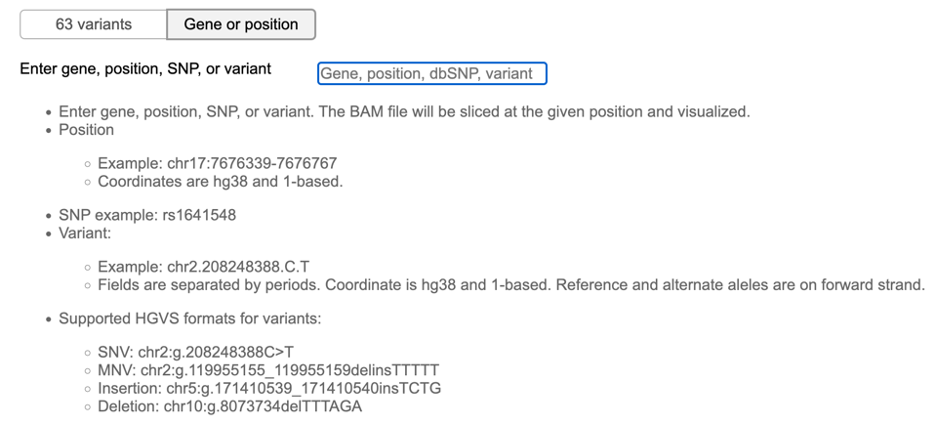 63 variants
Gene or position
Enter gene, position, SNP, or variant
Gene, position, dbSNP, variant
Enter gene, position, SNP, or variant. The BAM file will be sliced at the given position and visualized.
Position
Example: chr17:7676339-7676767
Coordinates are hg38 and 1-based.
SNP example: rs1641548
Variant:
Example: chr2.208248388.C.T
Fields are separated by periods. Coordinate is hg38 and 1-based. Reference and alternate aleles are on forward strand.
Supported HGVS formats for variants:
SNV: chr2:g.208248388C>T
MNV: chr2:g.119955155_119955159delinsTTTTT
Insertion: chr5:g.171410539_171410540insTCTG
Deletion: chr10:g.8073734delTTTAGA